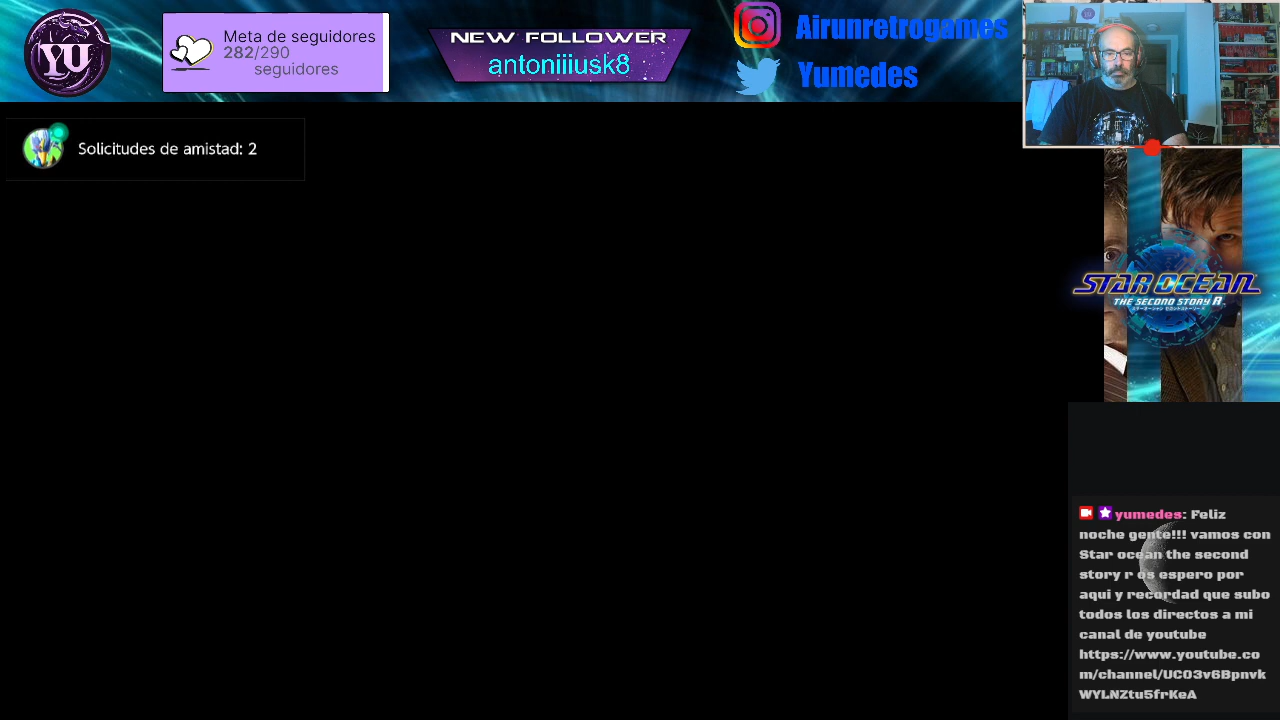 YU
Meta de seguidores
282/290
seguidores
NEW FOLLOWER
antoniiiusk8
Airunretrogames
Yumedes
Solicitudes de amistad: 2
STAR OCEAN
THE SECOND STORY R
yumedes: Feliz
noche gente!!! vamos con
Star ocean the second
story r os espero por
aqui y recordad que subo
todos los directos a mi
canal de youtube
https://www.youtube.co
m/channel/UC03v6Bpnvk
WYLNZtu5frKeA